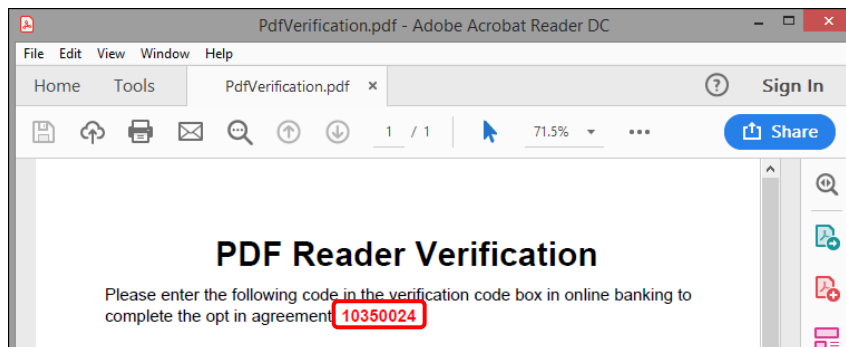 PdfVerification.pdf - Adobe Acrobat Reader DC
File Edit View Window Help
Home Tools PdfVerification.pdf × ? Sign In
1 / 1 71.5% Share
PDF Reader Verification
Please enter the following code in the verification code box in online banking to
complete the opt in agreement 10350024